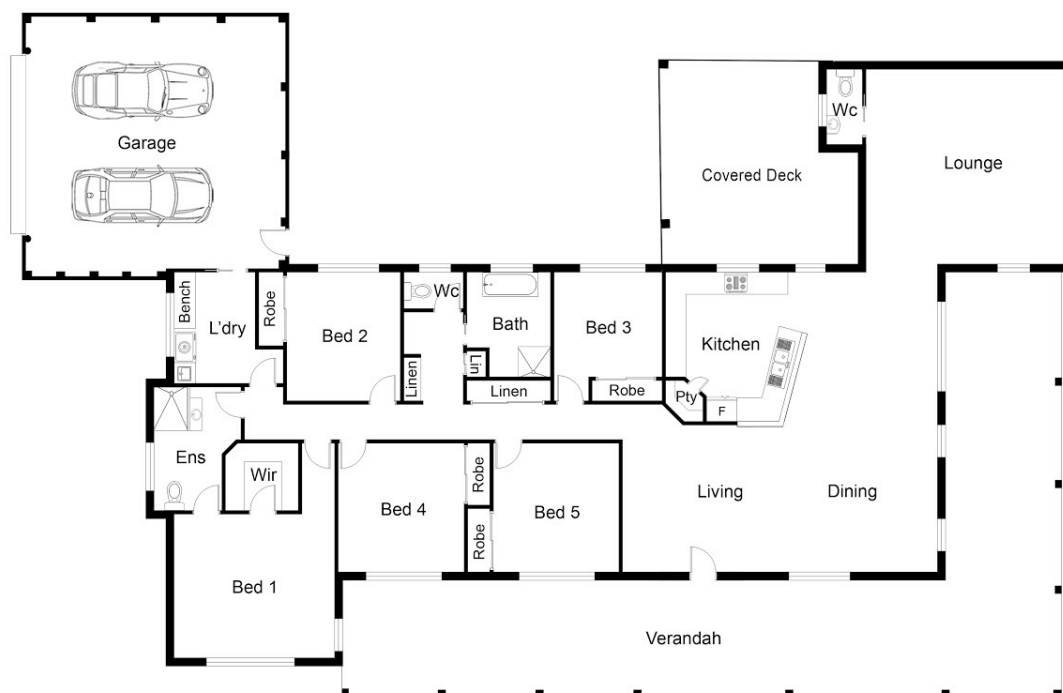 Garage
Wc
Lounge
Covered Deck
Bench
L'dry
Robe
Bed 2
Wc
Linen
Bath
Lin
Linen
Bed 3
Robe
Kitchen
Pty
F
Ens
Wir
Bed 4
Robe
Robe
Bed 5
Living
Dining
Bed 1
Verandah